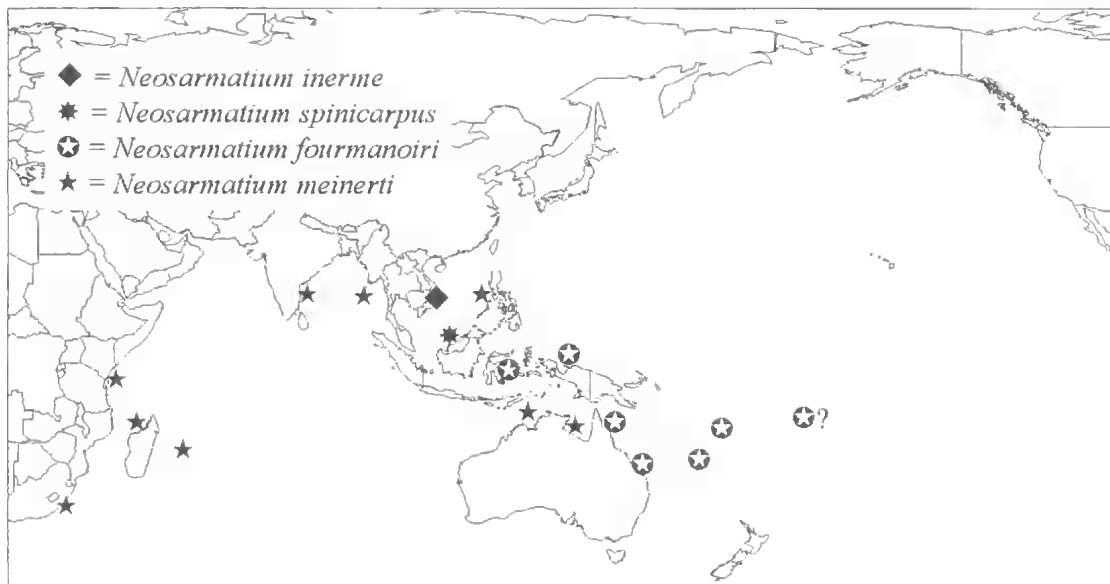 ◆ = Neosarmatium inerme
✸ = Neosarmatium spinicarpus
✪ = Neosarmatium fourmanoiri
★ = Neosarmatium meinerti
?